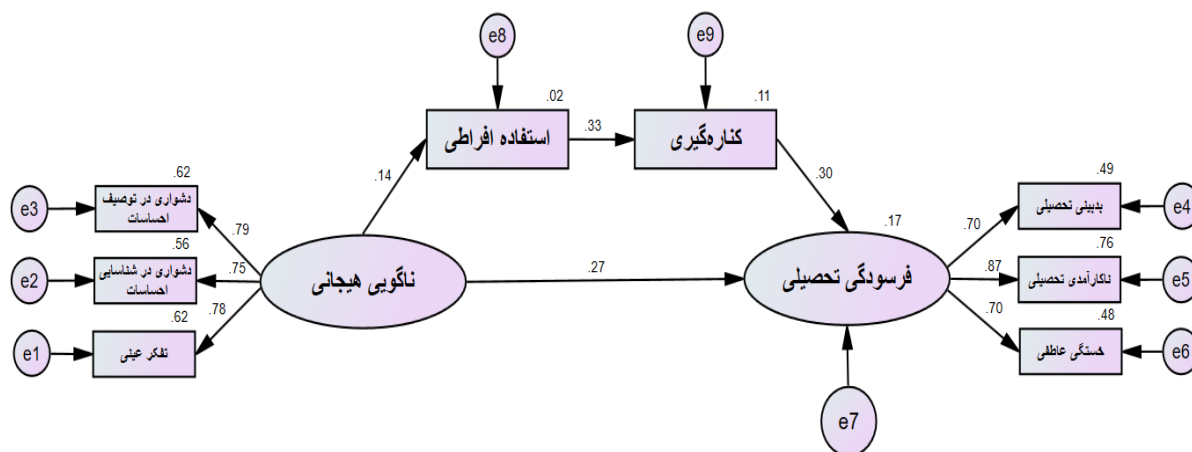 e8
e9
.02
.11
استفاده افراطی
.33
کناره‌گیری
.14
.30
.62
.49
e3
دشواری در توصیف
احساسات
بدبینی تحصیلی
e4
.79
.17
.70
.56
.76
e2
دشواری در شناسایی
احساسات
.75
ناگویی هیجانی
.27
فرسودگی تحصیلی
.87
ناکارآمدی تحصیلی
e5
.78
.70
.62
.48
e1
تفکر عینی
خستگی عاطفی
e6
e7